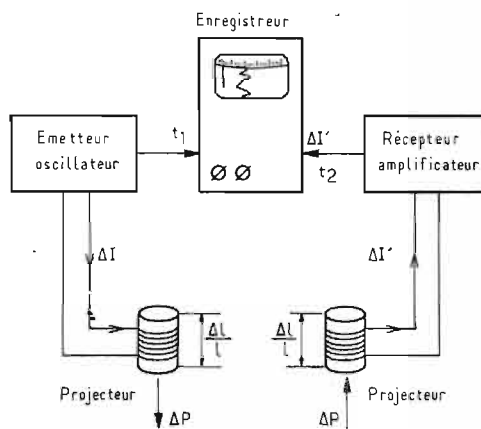 Enregistreur
Emetteur
oscillateur
t1
ΔI'
t2
Récepteur
amplificateur
ΔI
ΔI'
Δl
l
Δl
l
Projecteur
Projecteur
ΔP
ΔP